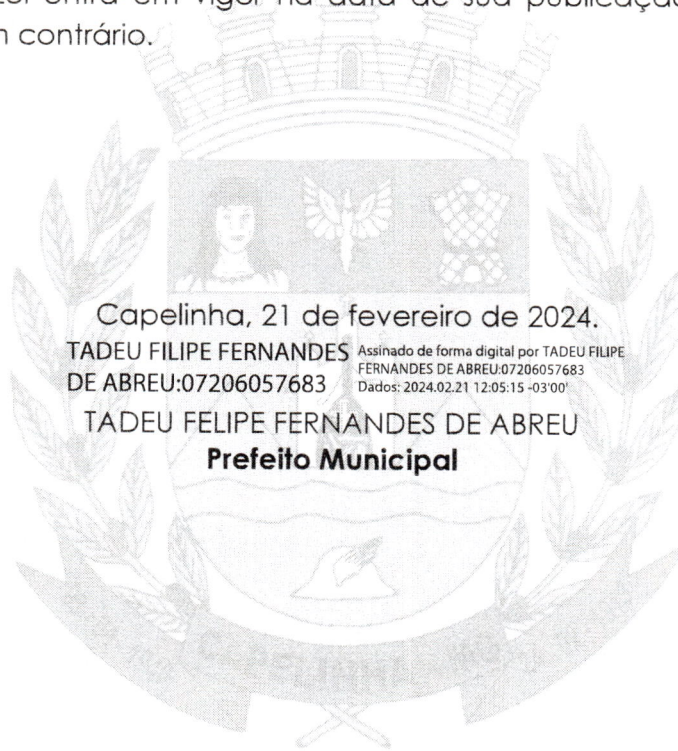 entra em vigor na data de sua publicação
contrário.
Capelinha, 21 de fevereiro de 2024.
TADEU FILIPE FERNANDES
DE ABREU:07206057683
Assinado de forma digital por TADEU FILIPE
FERNANDES DE ABREU:07206057683
Dados: 2024.02.21 12:05:15 -03'00'
TADEU FELIPE FERNANDES DE ABREU
Prefeito Municipal